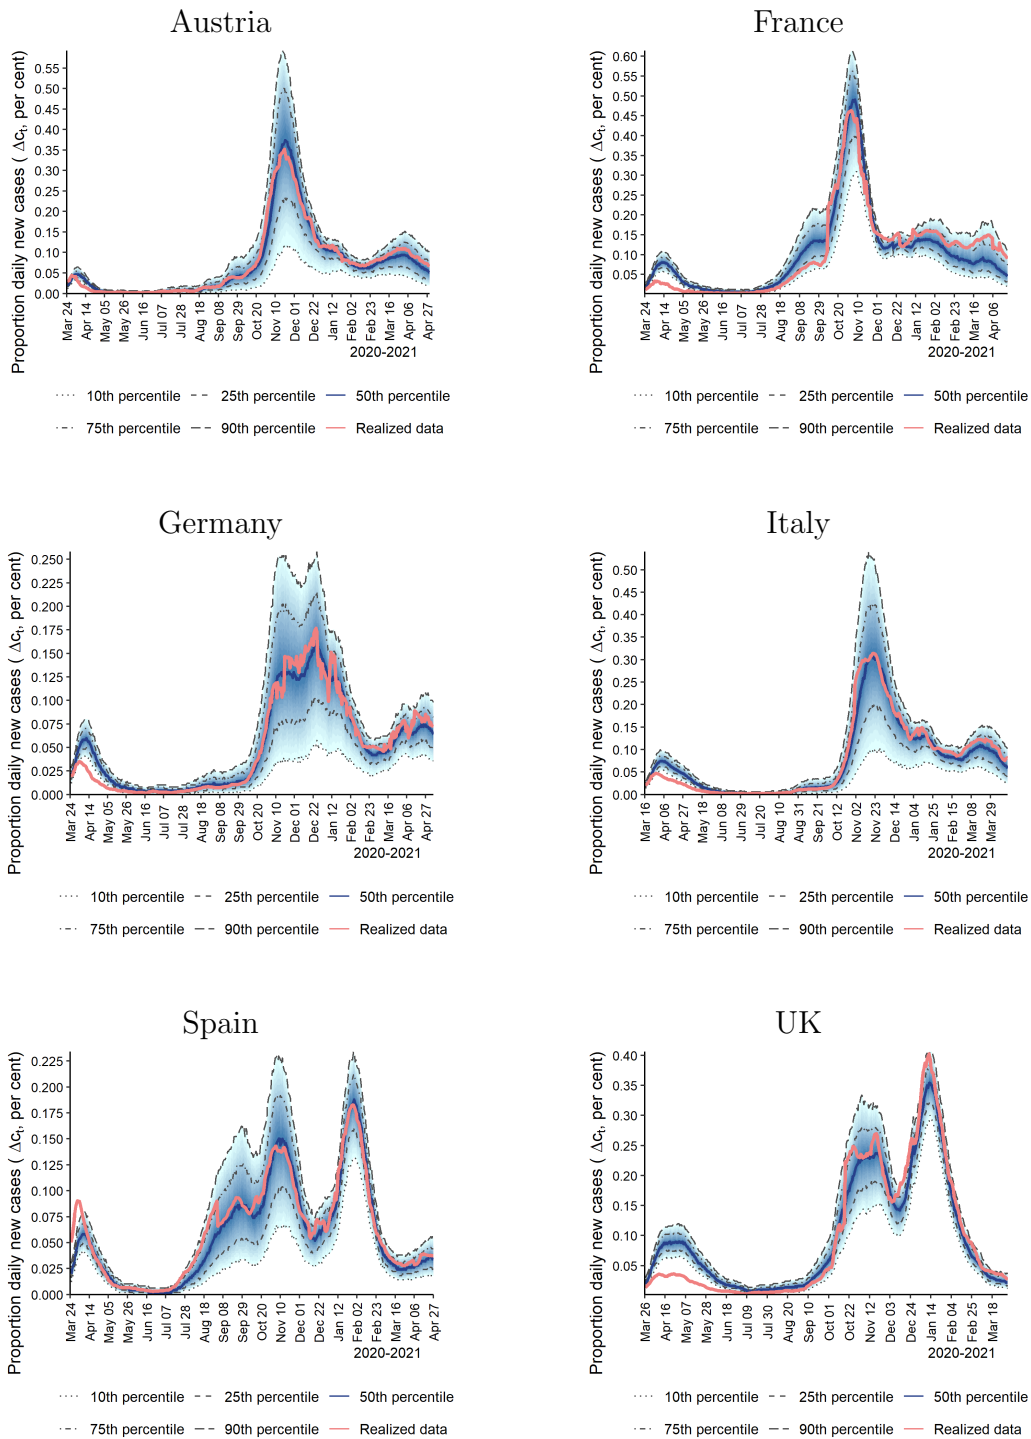 Austria
Proportion daily new cases ( Δct, per cent)
0.55
0.50
0.45
0.40
0.35
0.30
0.25
0.20
0.15
0.10
0.05
0.00
Mar 24
Apr 14
May 05
May 26
Jun 16
Jul 07
Jul 28
Aug 18
Sep 08
Sep 29
Oct 20
Nov 10
Dec 01
Dec 22
Jan 12
Feb 02
Feb 23
Mar 16
Apr 06
Apr 27
2020-2021
10th percentile 25th percentile 50th percentile
75th percentile 90th percentile Realized data
France
Proportion daily new cases ( Δct, per cent)
0.60
0.55
0.50
0.45
0.40
0.35
0.30
0.25
0.20
0.15
0.10
0.05
Mar 24
Apr 14
May 05
May 26
Jun 16
Jul 07
Jul 28
Aug 18
Sep 08
Sep 29
Oct 20
Nov 10
Dec 01
Dec 22
Jan 12
Feb 02
Feb 23
Mar 16
Apr 06
2020-2021
10th percentile 25th percentile 50th percentile
75th percentile 90th percentile Realized data
Germany
Proportion daily new cases ( Δct, per cent)
0.250
0.225
0.200
0.175
0.150
0.125
0.100
0.075
0.050
0.025
0.000
Mar 24
Apr 14
May 05
May 26
Jun 16
Jul 07
Jul 28
Aug 18
Sep 08
Sep 29
Oct 20
Nov 10
Dec 01
Dec 22
Jan 12
Feb 02
Feb 23
Mar 16
Apr 06
Apr 27
2020-2021
10th percentile 25th percentile 50th percentile
75th percentile 90th percentile Realized data
Italy
Proportion daily new cases ( Δct, per cent)
0.50
0.45
0.40
0.35
0.30
0.25
0.20
0.15
0.10
0.05
0.00
Mar 16
Apr 06
Apr 27
May 18
Jun 08
Jun 29
Jul 20
Aug 10
Aug 31
Sep 21
Oct 12
Nov 02
Nov 23
Dec 14
Jan 04
Jan 25
Feb 15
Mar 08
Mar 29
2020-2021
10th percentile 25th percentile 50th percentile
75th percentile 90th percentile Realized data
Spain
Proportion daily new cases ( Δct, per cent)
0.225
0.200
0.175
0.150
0.125
0.100
0.075
0.050
0.025
0.000
Mar 24
Apr 14
May 05
May 26
Jun 16
Jul 07
Jul 28
Aug 18
Sep 08
Sep 29
Oct 20
Nov 10
Dec 01
Dec 22
Jan 12
Feb 02
Feb 23
Mar 16
Apr 06
Apr 27
2020-2021
10th percentile 25th percentile 50th percentile
75th percentile 90th percentile Realized data
UK
Proportion daily new cases ( Δct, per cent)
0.40
0.35
0.30
0.25
0.20
0.15
0.10
0.05
Mar 26
Apr 16
May 07
May 28
Jun 18
Jul 09
Jul 30
Aug 20
Sep 10
Oct 01
Oct 22
Nov 12
Dec 03
Dec 24
Jan 14
Feb 04
Feb 25
Mar 18
2020-2021
10th percentile 25th percentile 50th percentile
75th percentile 90th percentile Realized data